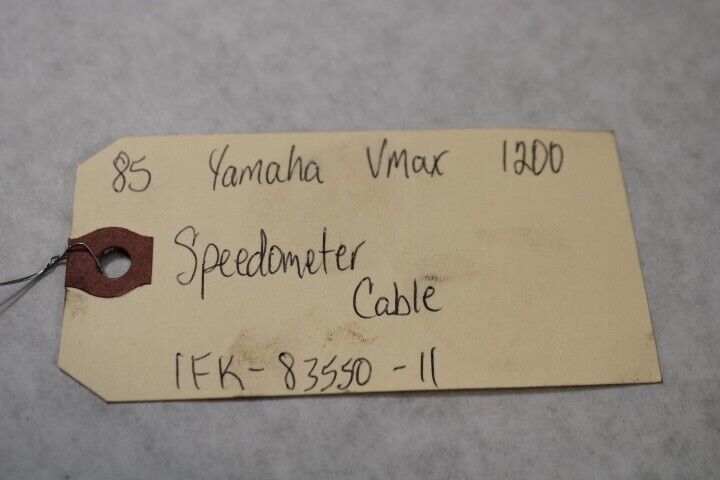 85 Yamaha Vmax 1200
Speedometer
Cable
1FK-83550-11